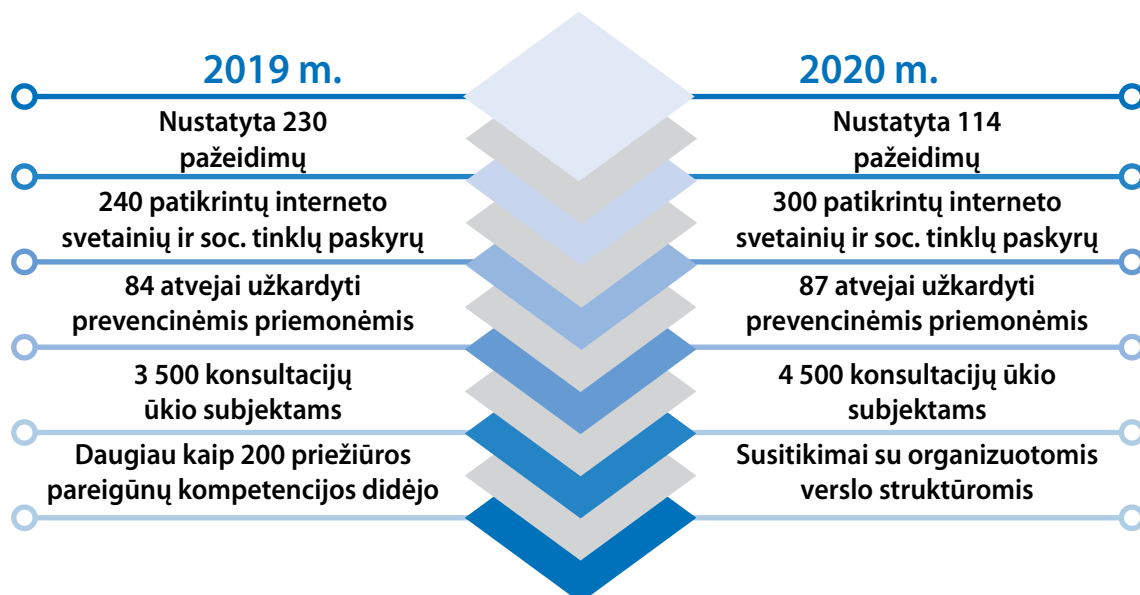 2019 m.
Nustatyta 230
pažeidimų
240 patikrintų interneto
svetainių ir soc. tinklų paskyrų
84 atvejai užkardyti
prevencinėmis priemonėmis
3 500 konsultacijų
ūkio subjektams
Daugiau kaip 200 priežiūros
pareigūnų kompetencijos didėjo
2020 m.
Nustatyta 114
pažeidimų
300 patikrintų interneto
svetainių ir soc. tinklų paskyrų
87 atvejai užkardyti
prevencinėmis priemonėmis
4 500 konsultacijų ūkio
subjektams
Susitikimai su organizuotomis
verslo struktūromis